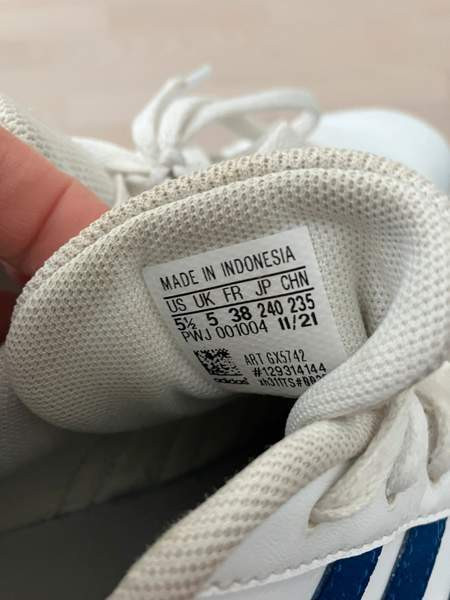 MADE IN INDONESIA
US UK FR JP CHN
5½ 5 38 240 235
PWJ 001004 11/21
ART GX5742
#129314144
adidas